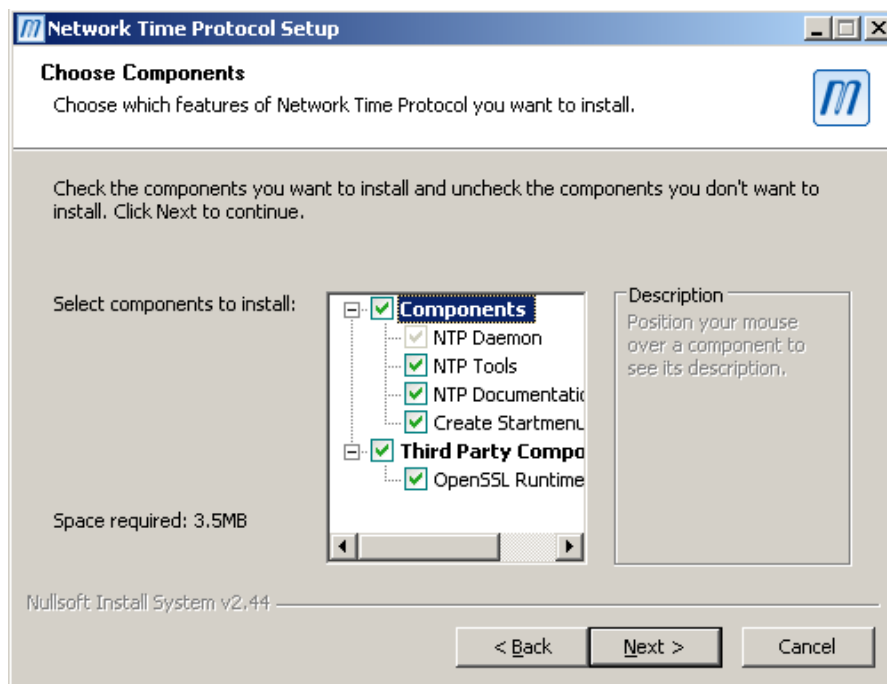 Network Time Protocol Setup
Choose Components
Choose which features of Network Time Protocol you want to install.
Check the components you want to install and uncheck the components you don't want to
install. Click Next to continue.
Select components to install:
Components
NTP Daemon
NTP Tools
NTP Documentatio
Create Startmenu
Third Party Compo
OpenSSL Runtime
Description
Position your mouse
over a component to
see its description.
Space required: 3.5MB
Nullsoft Install System v2.44
< Back
Next >
Cancel